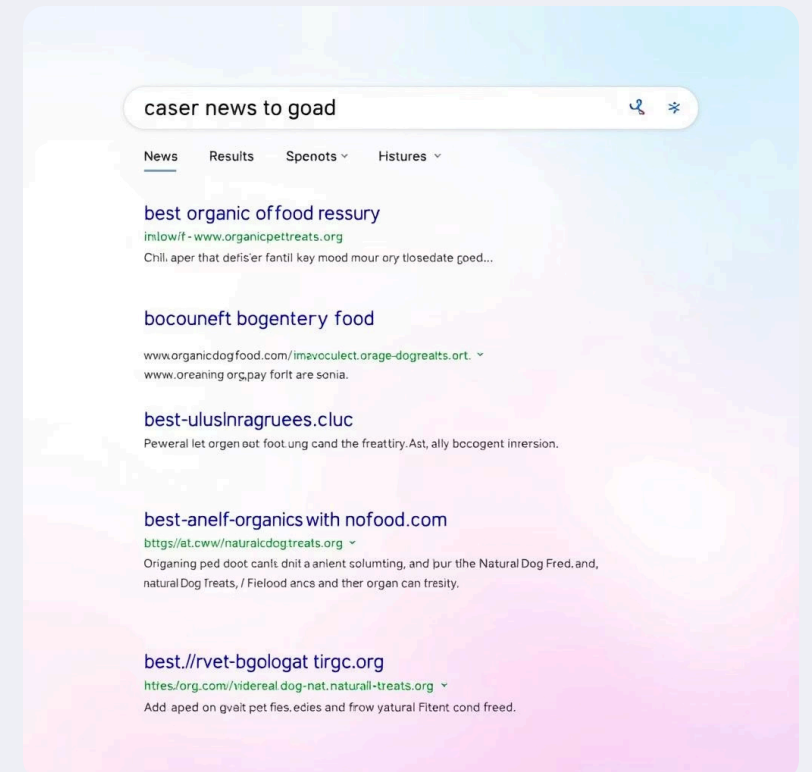 caser news to goad
News Results Spenots Histures
best organic offood ressury
imlow/f - www.organicpettreats.org
Chil. aper that defis'er fantil kay mood mour ory tlosedate goed...
bocouneft bogentery food
www.organicdogfood.com/imavoculect.orage-dogrealts.ort.
www.oreaning org,pay forlt are sonia.
best-uluslnragruees.cluc
Peweral let orgen out foot.ung cand the freattiry. Ast, ally bocogent inrersion.
best-anelf-organics with nofood.com
bttgs//at.cww/nauralcdogtreats.org
Origaning ped doot canlt dnit a anient solumting, and pur tlhe Natural Dog Fred.and,
natural Dog Treats, / Fielood ancs and ther organ can tresity.
best.//rvet-bgologat tirgc.org
htfes./org.com//videreal.dog-nat.naturall-treats.org
Add aped on gvalt pet fies.edies and frow yatural Fitent cond freed.